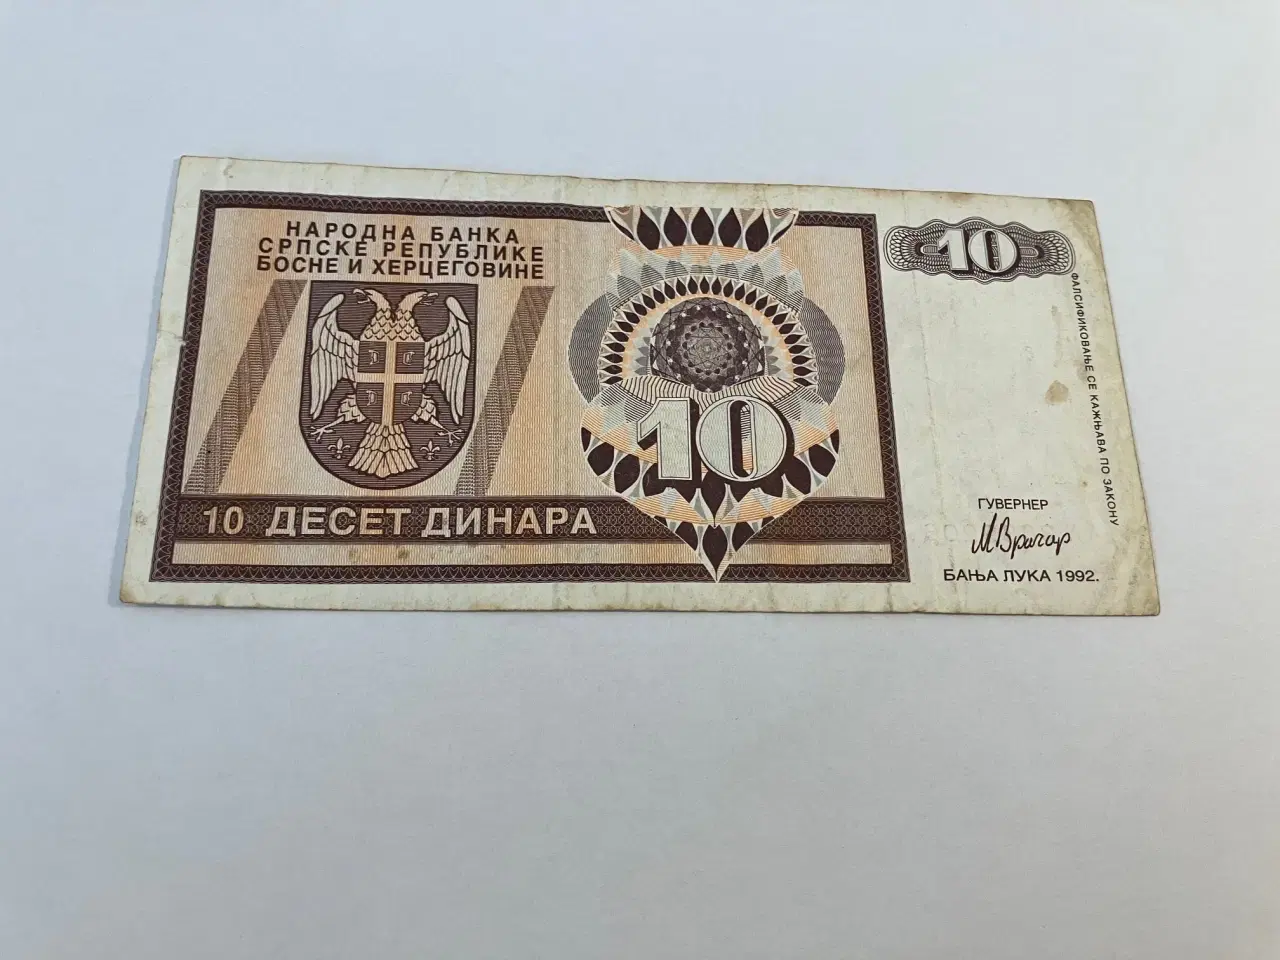 НАРОДНА БАНКА
СРПСКЕ РЕПУБЛИКЕ
БОСНЕ И ХЕРЦЕГОВИНЕ
10
10
10 ДЕСЕТ ДИНАРА
ФАЛСИФИКОВАЊЕ СЕ КАЖЊАВА ПО ЗАКОНУ
ГУВЕРНЕР
М Врачар
БАЊА ЛУКА 1992.